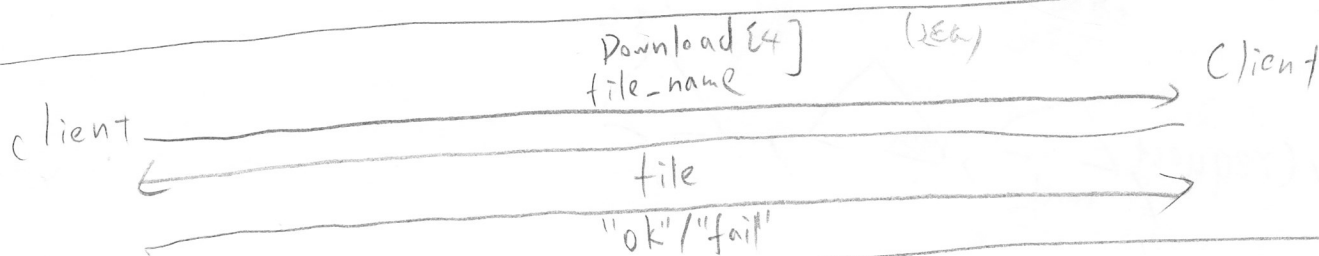 Download [4]
file_name
Client
client
file
"ok"/"fail"